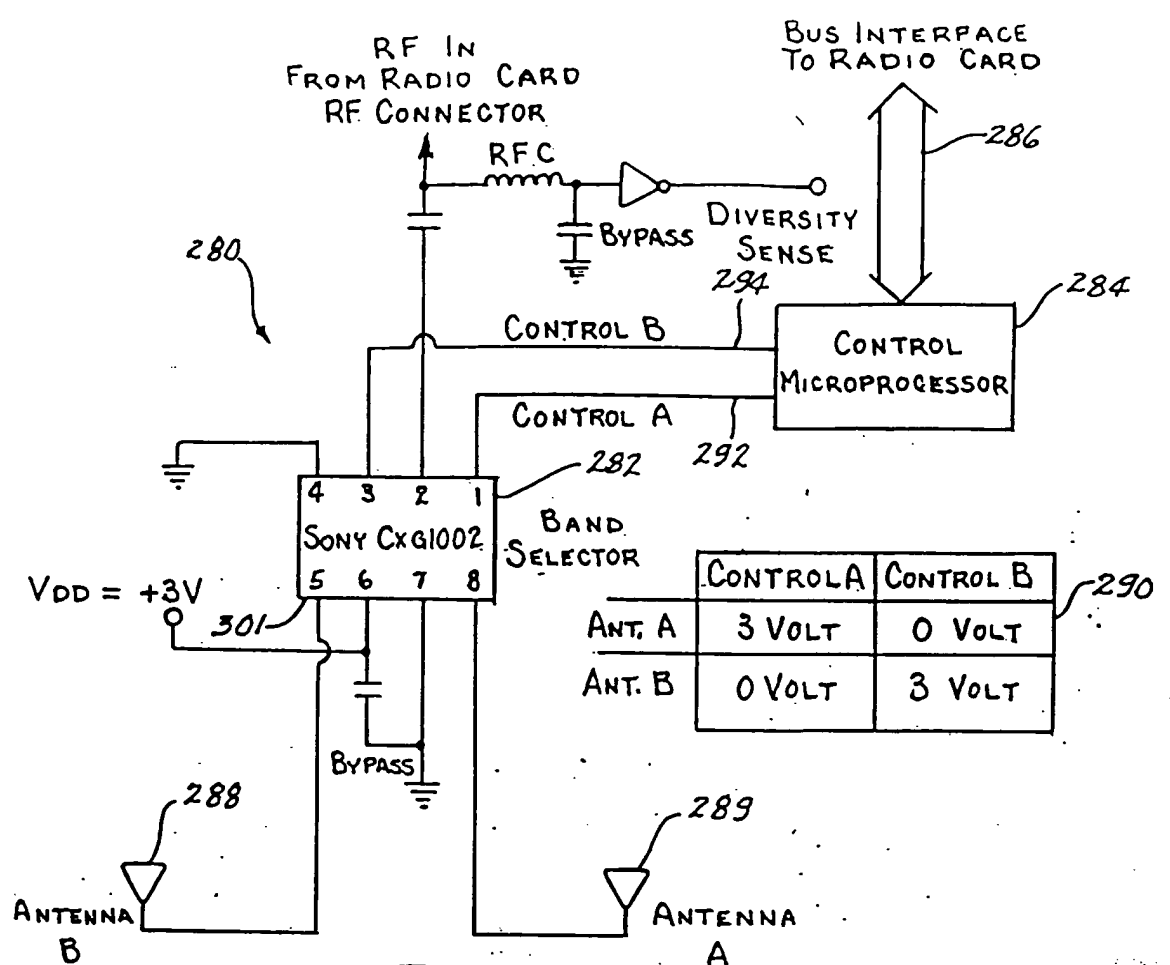 RF IN
FROM RADIO CARD
RF CONNECTOR
BUS INTERFACE
TO RADIO CARD
286
RFC
BYPASS
DIVERSITY
SENSE
280
294
284
CONTROL B
CONTROL
MICROPROCESSOR
CONTROL A
292
282
4 3 2 1
SONY CXG1002
5 6 7 8
BAND
SELECTOR
VDD = +3V
301
CONTROL A CONTROL B
290
ANT. A 3 VOLT 0 VOLT
ANT. B 0 VOLT 3 VOLT
BYPASS
288
289
ANTENNA
B
ANTENNA
A